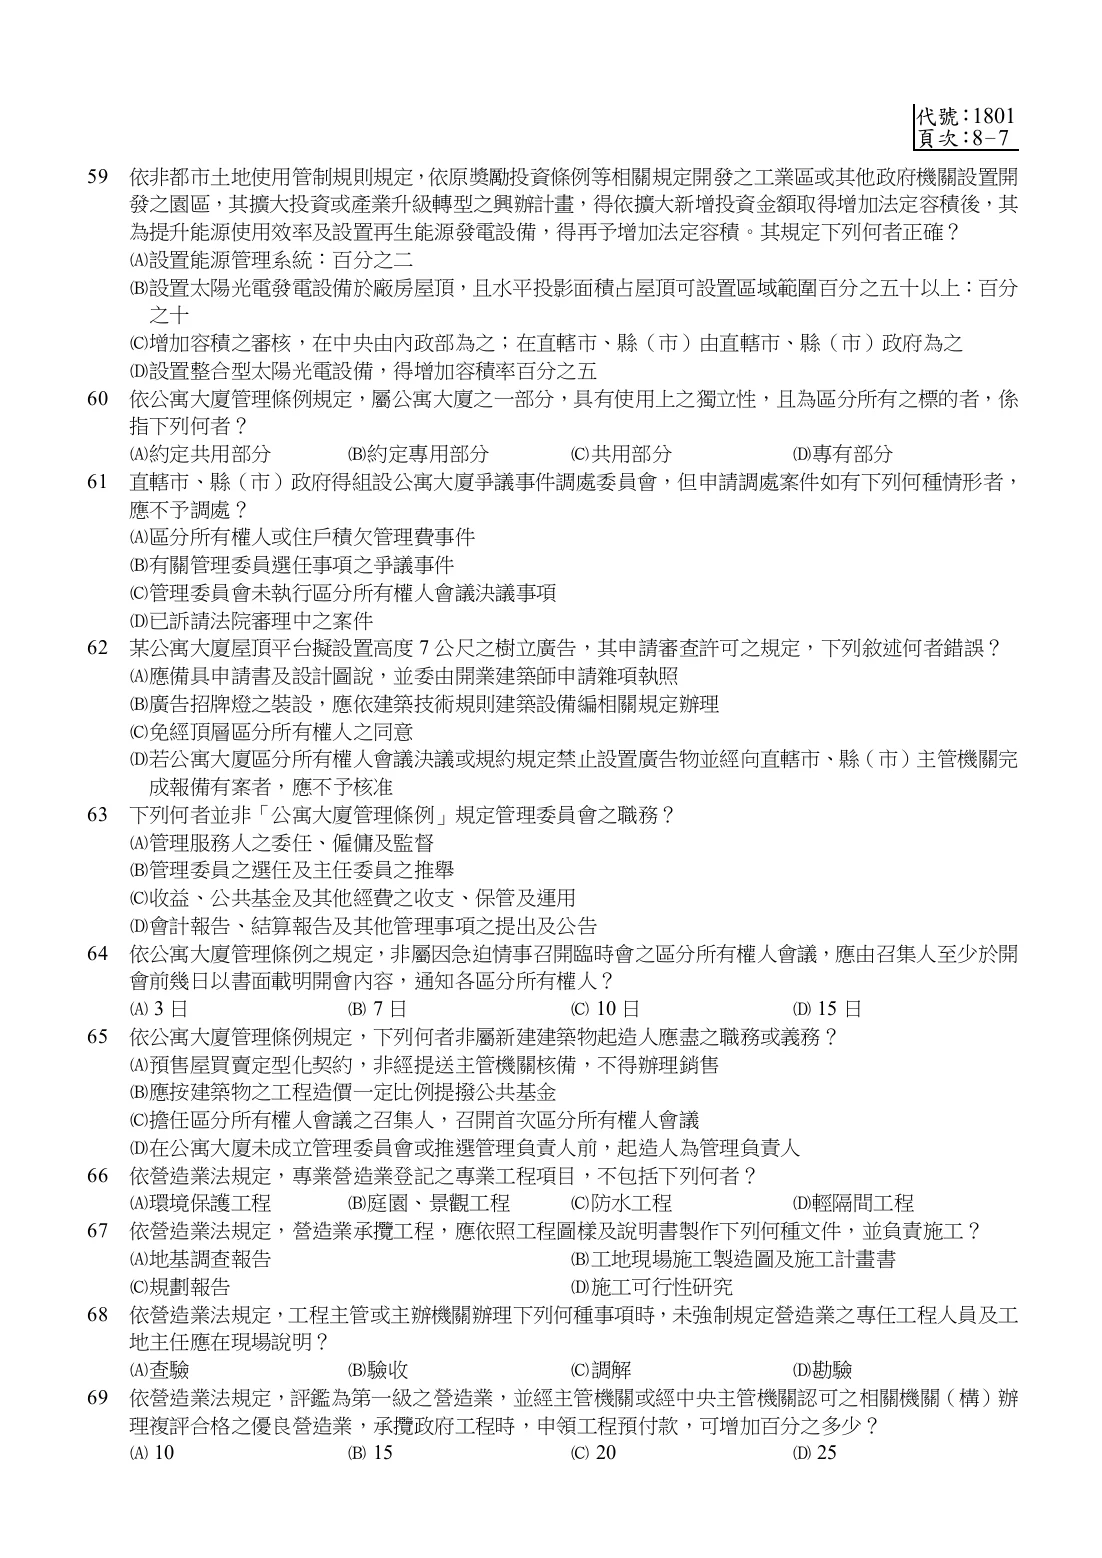 代號：1801
頁次：8－7
59 依非都市土地使用管制規則規定，依原獎勵投資條例等相關規定開發之工業區或其他政府機關設置開
發之園區，其擴大投資或產業升級轉型之興辦計畫，得依擴大新增投資金額取得增加法定容積後，其
為提升能源使用效率及設置再生能源發電設備，得再予增加法定容積。其規定下列何者正確？
(A)設置能源管理系統：百分之二
(B)設置太陽光電發電設備於廠房屋頂，且水平投影面積占屋頂可設置區域範圍百分之五十以上：百分
之十
(C)增加容積之審核，在中央由內政部為之；在直轄市、縣（市）由直轄市、縣（市）政府為之
(D)設置整合型太陽光電設備，得增加容積率百分之五
60 依公寓大廈管理條例規定，屬公寓大廈之一部分，具有使用上之獨立性，且為區分所有之標的者，係
指下列何者？
(A)約定共用部分 (B)約定專用部分 (C)共用部分 (D)專有部分
61 直轄市、縣（市）政府得組設公寓大廈爭議事件調處委員會，但申請調處案件如有下列何種情形者，
應不予調處？
(A)區分所有權人或住戶積欠管理費事件
(B)有關管理委員選任事項之爭議事件
(C)管理委員會未執行區分所有權人會議決議事項
(D)已訴請法院審理中之案件
62 某公寓大廈屋頂平台擬設置高度 7 公尺之樹立廣告，其申請審查許可之規定，下列敘述何者錯誤？
(A)應備具申請書及設計圖說，並委由開業建築師申請雜項執照
(B)廣告招牌燈之裝設，應依建築技術規則建築設備編相關規定辦理
(C)免經頂層區分所有權人之同意
(D)若公寓大廈區分所有權人會議決議或規約規定禁止設置廣告物並經向直轄市、縣（市）主管機關完
成報備有案者，應不予核准
63 下列何者並非「公寓大廈管理條例」規定管理委員會之職務？
(A)管理服務人之委任、僱傭及監督
(B)管理委員之選任及主任委員之推舉
(C)收益、公共基金及其他經費之收支、保管及運用
(D)會計報告、結算報告及其他管理事項之提出及公告
64 依公寓大廈管理條例之規定，非屬因急迫情事召開臨時會之區分所有權人會議，應由召集人至少於開
會前幾日以書面載明開會內容，通知各區分所有權人？
(A) 3 日 (B) 7 日 (C) 10 日 (D) 15 日
65 依公寓大廈管理條例規定，下列何者非屬新建建築物起造人應盡之職務或義務？
(A)預售屋買賣定型化契約，非經提送主管機關核備，不得辦理銷售
(B)應按建築物之工程造價一定比例提撥公共基金
(C)擔任區分所有權人會議之召集人，召開首次區分所有權人會議
(D)在公寓大廈未成立管理委員會或推選管理負責人前，起造人為管理負責人
66 依營造業法規定，專業營造業登記之專業工程項目，不包括下列何者？
(A)環境保護工程 (B)庭園、景觀工程 (C)防水工程 (D)輕隔間工程
67 依營造業法規定，營造業承攬工程，應依照工程圖樣及說明書製作下列何種文件，並負責施工？
(A)地基調查報告 (B)工地現場施工製造圖及施工計畫書
(C)規劃報告 (D)施工可行性研究
68 依營造業法規定，工程主管或主辦機關辦理下列何種事項時，未強制規定營造業之專任工程人員及工
地主任應在現場說明？
(A)查驗 (B)驗收 (C)調解 (D)勘驗
69 依營造業法規定，評鑑為第一級之營造業，並經主管機關或經中央主管機關認可之相關機關（構）辦
理複評合格之優良營造業，承攬政府工程時，申領工程預付款，可增加百分之多少？
(A) 10 (B) 15 (C) 20 (D) 25